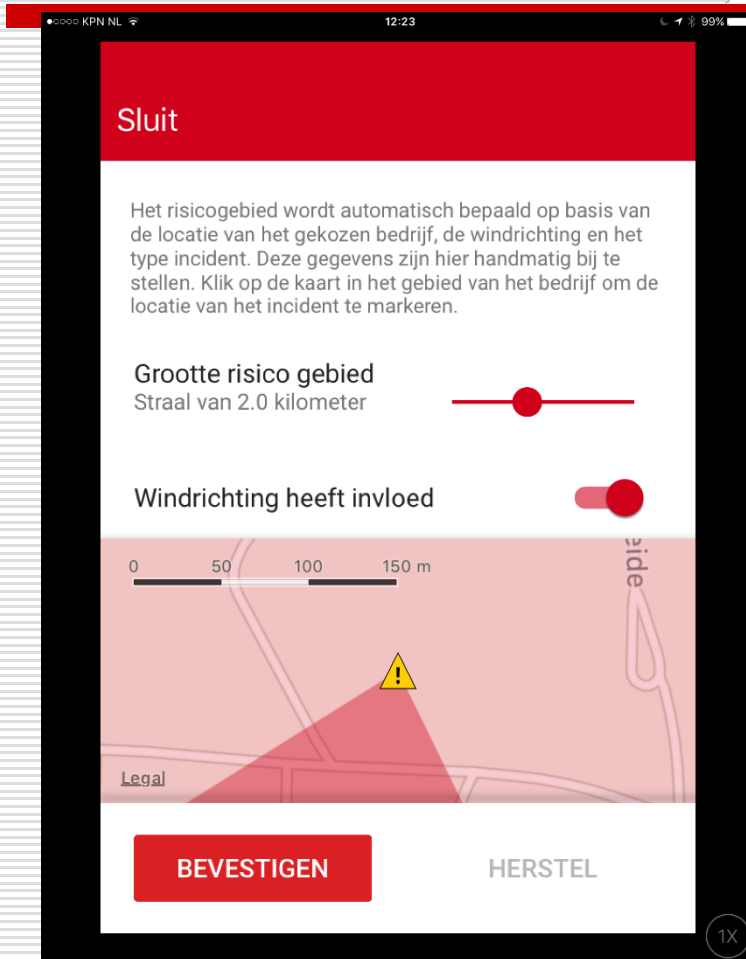 KPN NL 12:23 99%
Sluit
Het risicogebied wordt automatisch bepaald op basis van
de locatie van het gekozen bedrijf, de windrichting en het
type incident. Deze gegevens zijn hier handmatig bij te
stellen. Klik op de kaart in het gebied van het bedrijf om de
locatie van het incident te markeren.
Grootte risico gebied
Straal van 2.0 kilometer
Windrichting heeft invloed
0 50 100 150 m
eide
!
Legal
BEVESTIGEN HERSTEL
1X